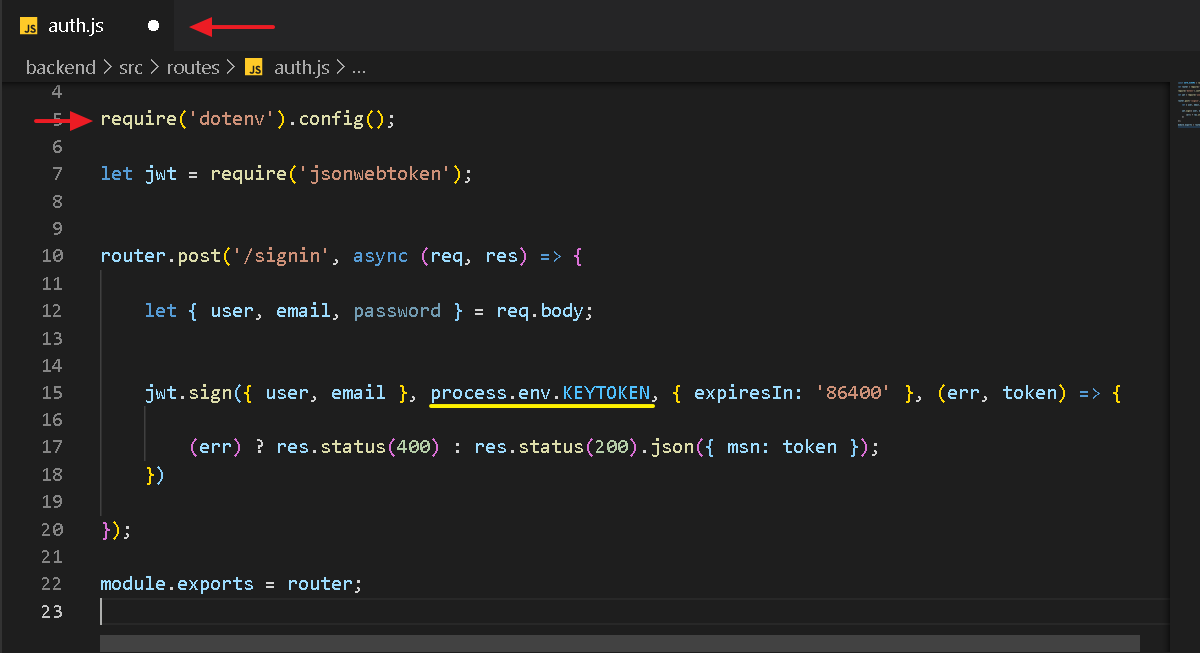 JS auth.js
backend > src > routes > JS auth.js > ...
4
5 require('dotenv').config();
6
7 let jwt = require('jsonwebtoken');
8
9
10 router.post('/signin', async (req, res) => {
11
12 let { user, email, password } = req.body;
13
14
15 jwt.sign({ user, email }, process.env.KEYTOKEN, { expiresIn: '86400' }, (err, token) => {
16
17 (err) ? res.status(400) : res.status(200).json({ msn: token });
18 })
19
20 });
21
22 module.exports = router;
23